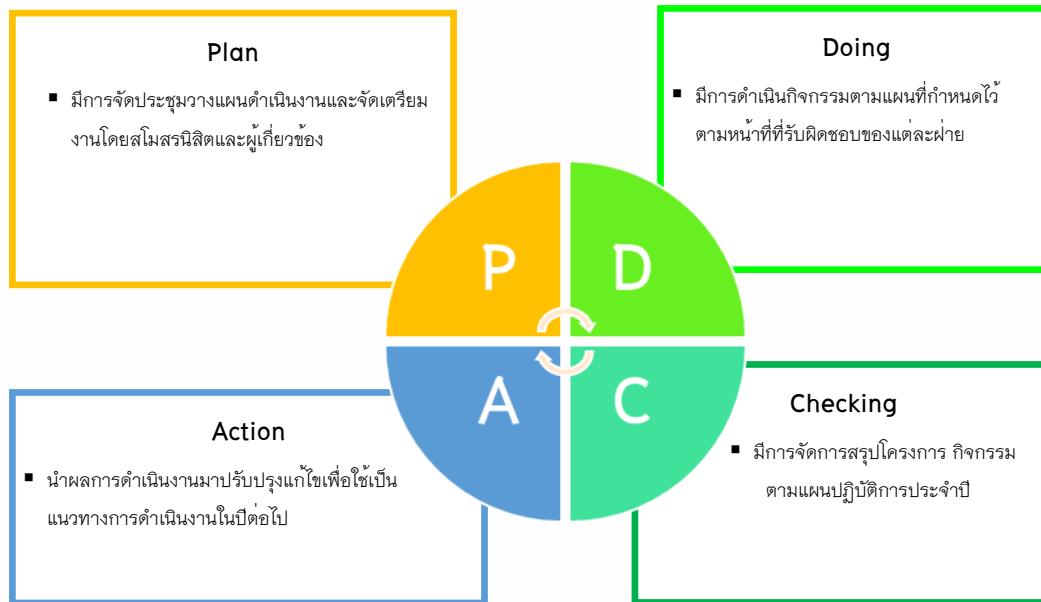 Plan
▪ มีการจัดประชุมวางแผนดำเนินงานและจัดเตรียม
งานโดยสโมสรนิสิตและผู้เกี่ยวข้อง
Doing
▪ มีการดำเนินกิจกรรมตามแผนที่กำหนดไว้
ตามหน้าที่ที่รับผิดชอบของแต่ละฝ่าย
P
D
A
C
Action
▪ นำผลการดำเนินงานมาปรับปรุงแก้ไขเพื่อใช้เป็น
แนวทางการดำเนินงานในปีต่อไป
Checking
▪ มีการจัดการสรุปโครงการ กิจกรรม
ตามแผนปฏิบัติการประจำปี